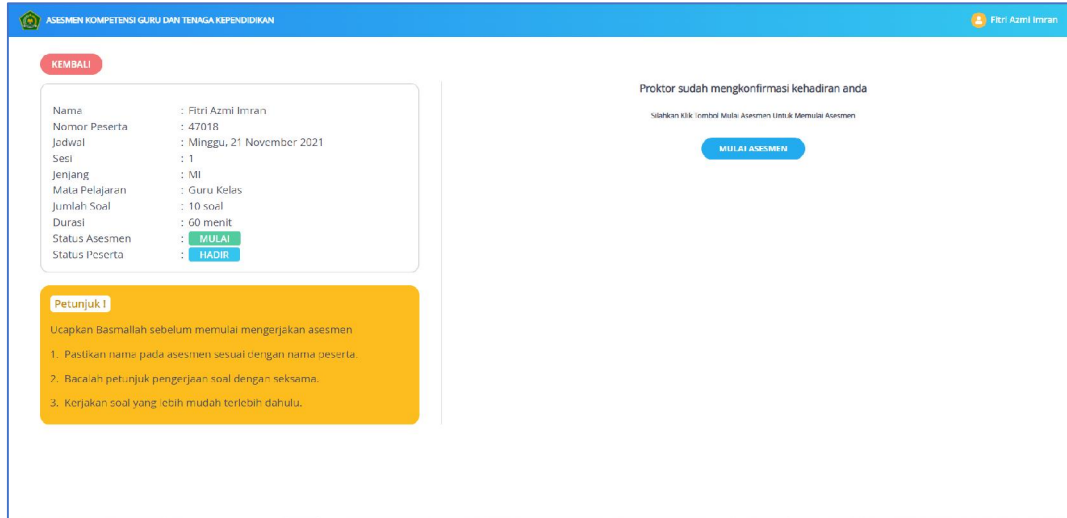 ASESMEN KOMPETENSI GURU DAN TENAGA KEPENDIDIKAN
Fitri Azmi Imran
KEMBALI
Nama : Fitri Azmi Imran
Nomor Peserta : 47018
Jadwal : Minggu, 21 November 2021
Sesi : 1
Jenjang : MI
Mata Pelajaran : Guru Kelas
Jumlah Soal : 10 soal
Durasi : 60 menit
Status Asesmen : MULAI
Status Peserta : HADIR
Petunjuk !
Ucapkan Basmallah sebelum memulai mengerjakan asesmen
1. Pastikan nama pada asesmen sesuai dengan nama peserta.
2. Bacalah petunjuk pengerjaan soal dengan seksama.
3. Kerjakan soal yang lebih mudah terlebih dahulu.
Proktor sudah mengkonfirmasi kehadiran anda
Silahkan Klik Tombol Mulai Asesmen Untuk Memulai Asesmen
MULAI ASESMEN